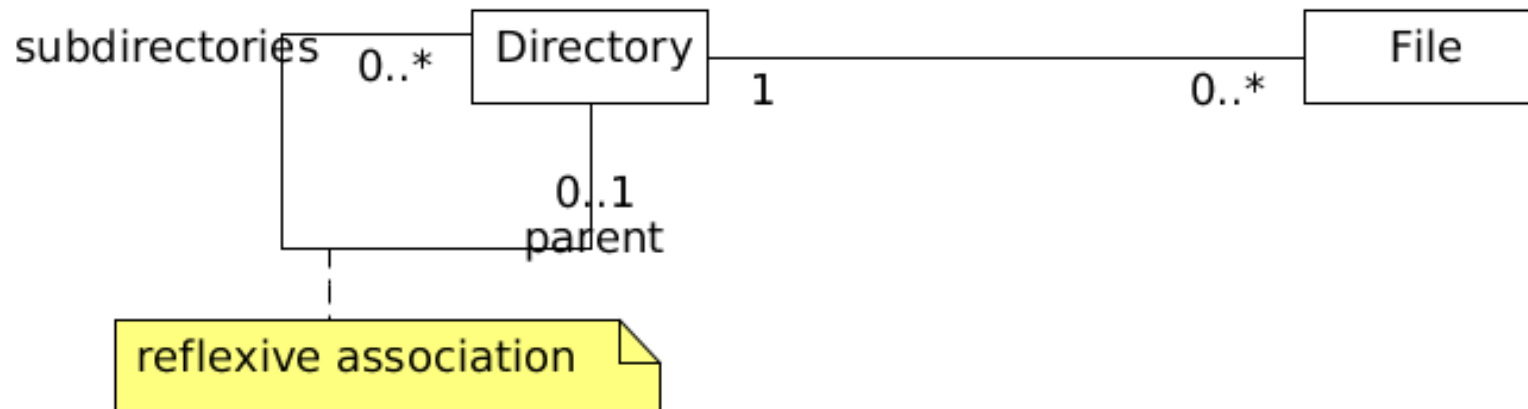 subdirectories
0..*
Directory
1
0..*
File
0..1
parent
reflexive association